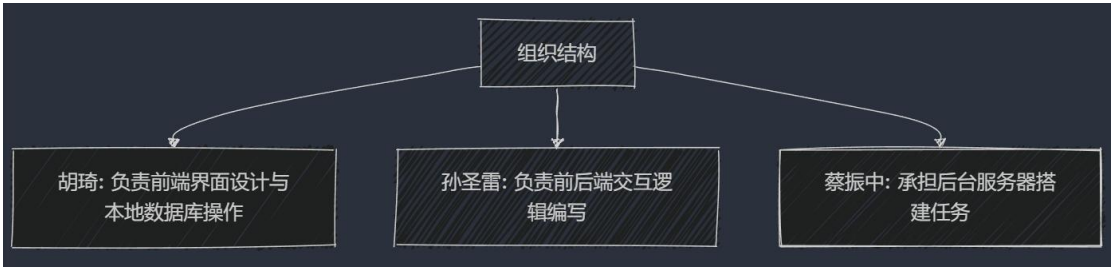 组织结构
胡琦: 负责前端界面设计与
本地数据库操作
孙圣雷: 负责前后端交互逻
辑编写
蔡振中: 承担后台服务器搭
建任务